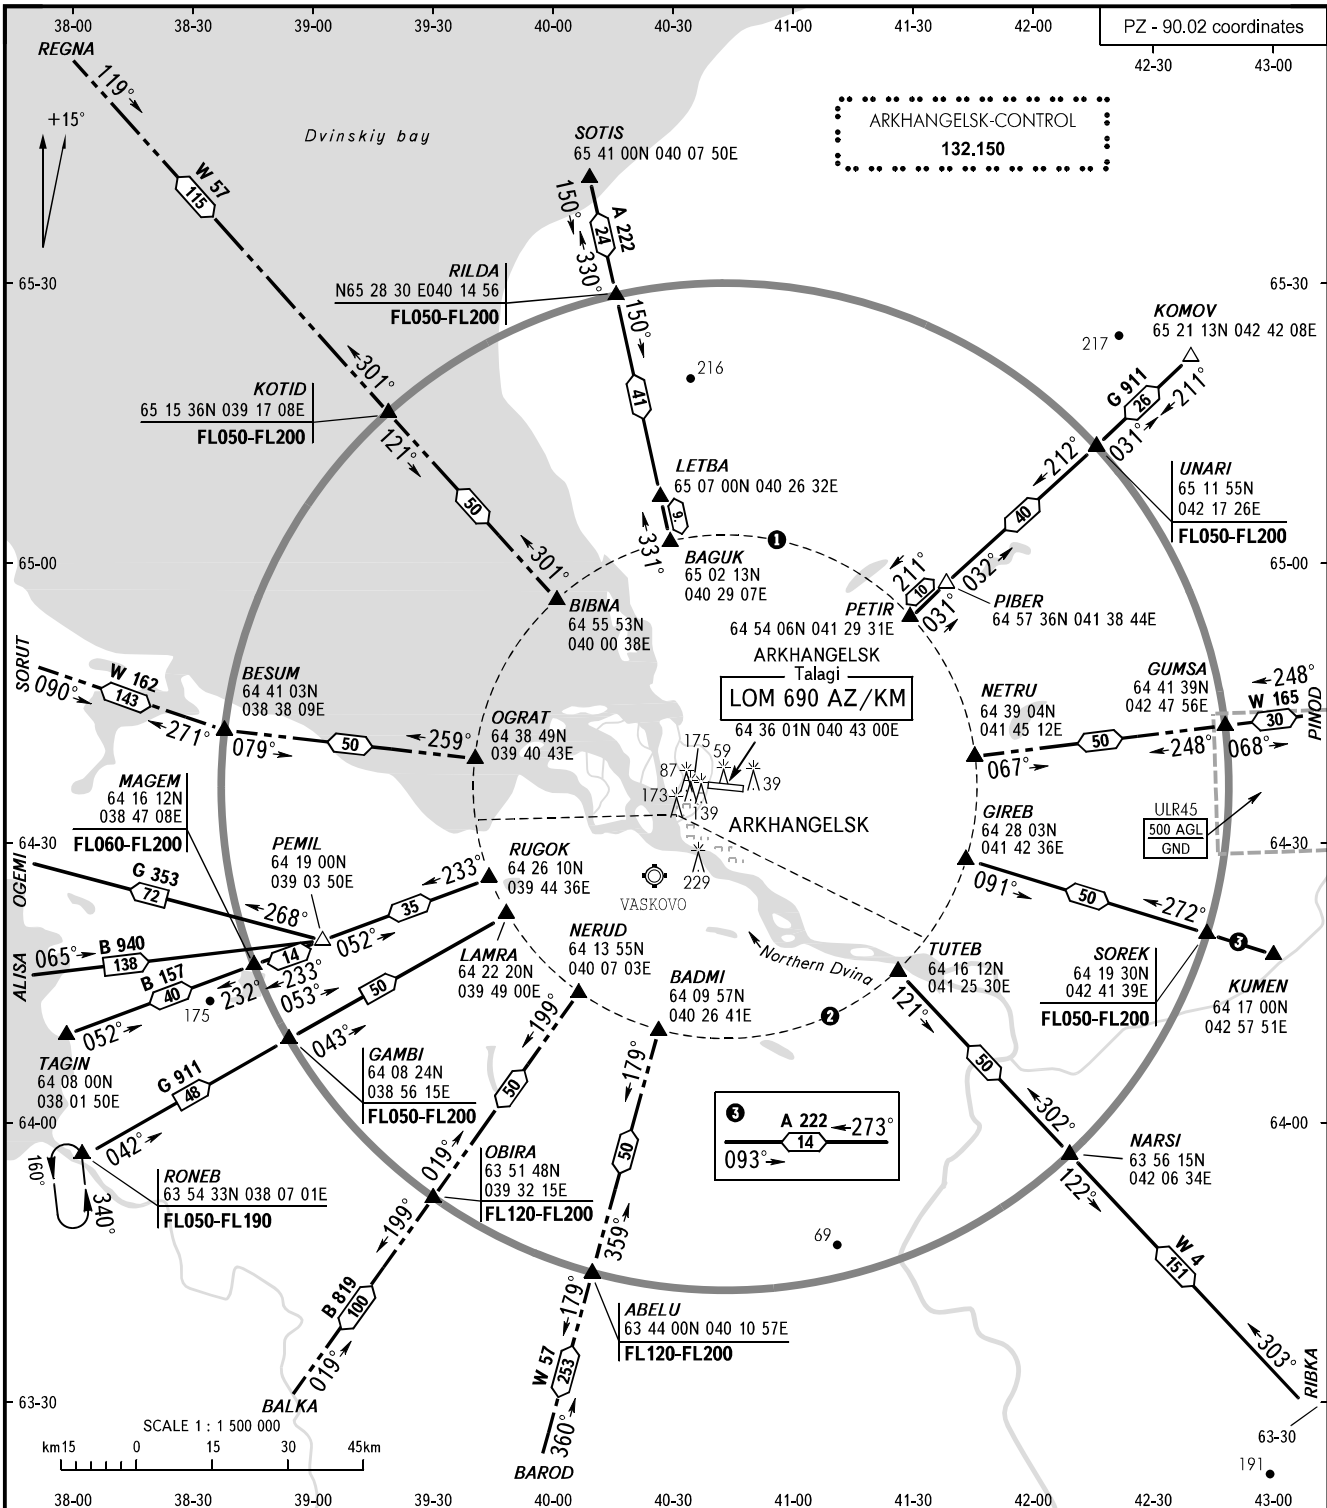 38-00
38-30
39-00
39-30
40-00
40-30
41-00
41-30
42-00
PZ - 90.02 coordinates
42-30
43-00
REGNA
119°
+15°
W 57
115
Dvinskiy bay
SOTIS
65 41 00N 040 07 50E
150°
A 222
24
330°
ARKHANGELSK-CONTROL
132.150
65-30
RILDA
N65 28 30 E040 14 56
FL050-FL200
150°
41
216
217
65-30
KOMOV
65 21 13N 042 42 08E
G 911
26
211°
031°
301°
KOTID
65 15 36N 039 17 08E
FL050-FL200
121°
50
301°
LETBA
65 07 00N 040 26 32E
9
331°
BAGUK
65 02 13N
040 29 07E
1
212°
40
032°
UNARI
65 11 55N
042 17 26E
FL050-FL200
65-00
65-00
BIBNA
64 55 53N
040 00 38E
211°
10
031°
PETIR
64 54 06N 041 29 31E
PIBER
64 57 36N 041 38 44E
SORUT
090°
W 162
143
271°
BESUM
64 41 03N
038 38 09E
079°
50
259°
OGRAT
64 38 49N
039 40 43E
ARKHANGELSK
Talagi
LOM 690 AZ/KM
64 36 01N 040 43 00E
NETRU
64 39 04N
041 45 12E
067°
50
248°
GUMSA
64 41 39N
042 47 56E
248°
W 165
30
068°
PINOD
87
175
59
39
173
139
ARKHANGELSK
229
VASKOVO
MAGEM
64 16 12N
038 47 08E
FL060-FL200
GIREB
64 28 03N
041 42 36E
ULR45
500 AGL
GND
64-30
64-30
PEMIL
64 19 00N
039 03 50E
RUGOK
64 26 10N
039 44 36E
OGEMI
G 353
72
268°
233°
35
052°
091°
50
272°
3
ALISA
065°
B 940
138
14
233°
053°
B 157
40
232°
052°
175
LAMRA
64 22 20N
039 49 00E
50
043°
NERUD
64 13 55N
040 07 03E
BADMI
64 09 57N
040 26 41E
Northern Dvina
TUTEB
64 16 12N
041 25 30E
SOREK
64 19 30N
042 41 39E
FL050-FL200
KUMEN
64 17 00N
042 57 51E
2
TAGIN
64 08 00N
038 01 50E
G 911
48
042°
GAMBI
64 08 24N
038 56 15E
FL050-FL200
199°
50
019°
179°
50
359°
3
A 222
273°
14
093°
121°
50
302°
64-00
64-00
160°
340°
RONEB
63 54 33N 038 07 01E
FL050-FL190
OBIRA
63 51 48N
039 32 15E
FL120-FL200
NARSI
63 56 15N
042 06 34E
122°
W 4
151
303°
RIBKA
199°
B 819
100
019°
BALKA
69
ABELU
63 44 00N 040 10 57E
FL120-FL200
179°
W 57
253
360°
BAROD
63-30
63-30
191
SCALE 1 : 1 500 000
km15
0
15
30
45km
38-00
38-30
39-00
39-30
40-00
40-30
41-00
41-30
42-00
42-30
43-00